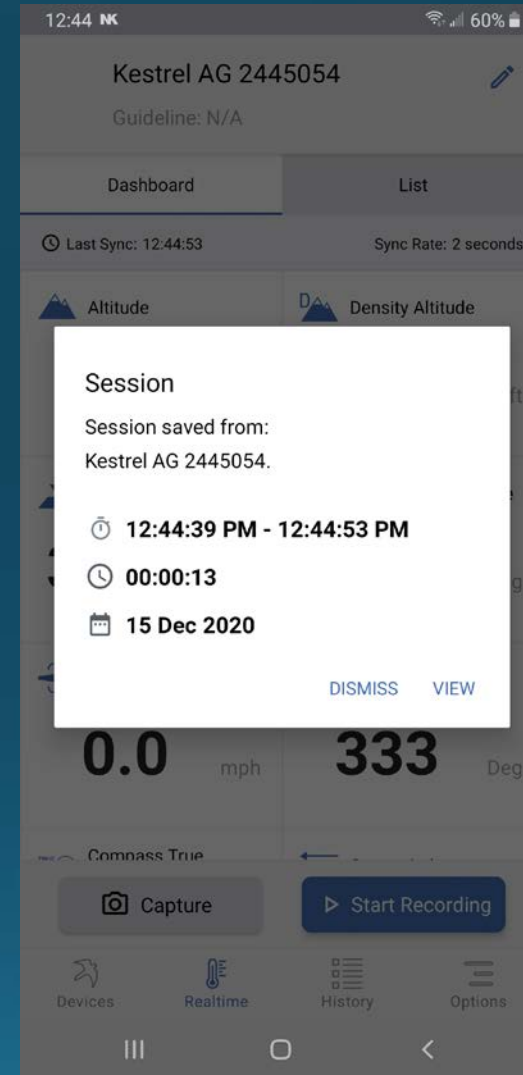 12:44 NK 60%
Kestrel AG 2445054
Guideline: N/A
Dashboard List
Last Sync: 12:44:53 Sync Rate: 2 seconds
Altitude D Density Altitude
ft
Session
Session saved from:
Kestrel AG 2445054.
12:44:39 PM - 12:44:53 PM
00:00:13
15 Dec 2020
DISMISS VIEW
0.0 mph 333 Deg
Compass True
Capture Start Recording
Devices Realtime History Options